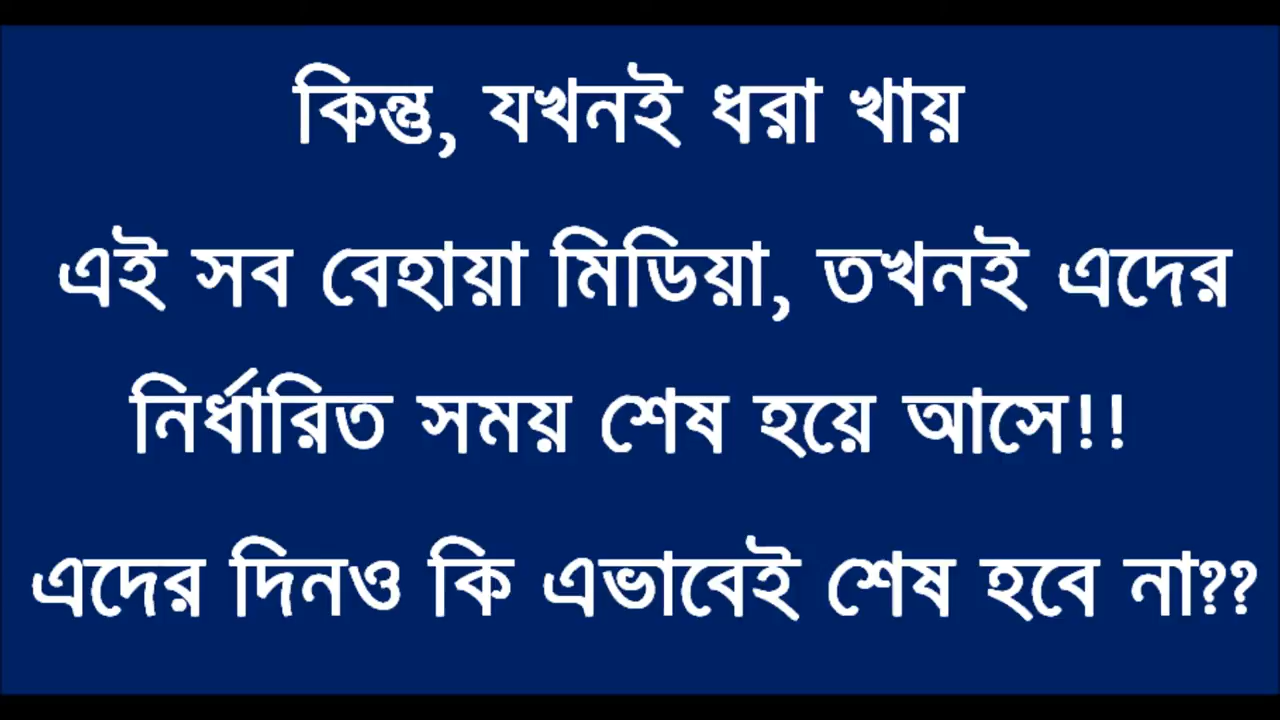 কিন্তু, যখনই ধরা খায়
এই সব বেহায়া মিডিয়া, তখনই এদের
নির্ধারিত সময় শেষ হয়ে আসে!!
এদের দিনও কি এভাবেই শেষ হবে না??